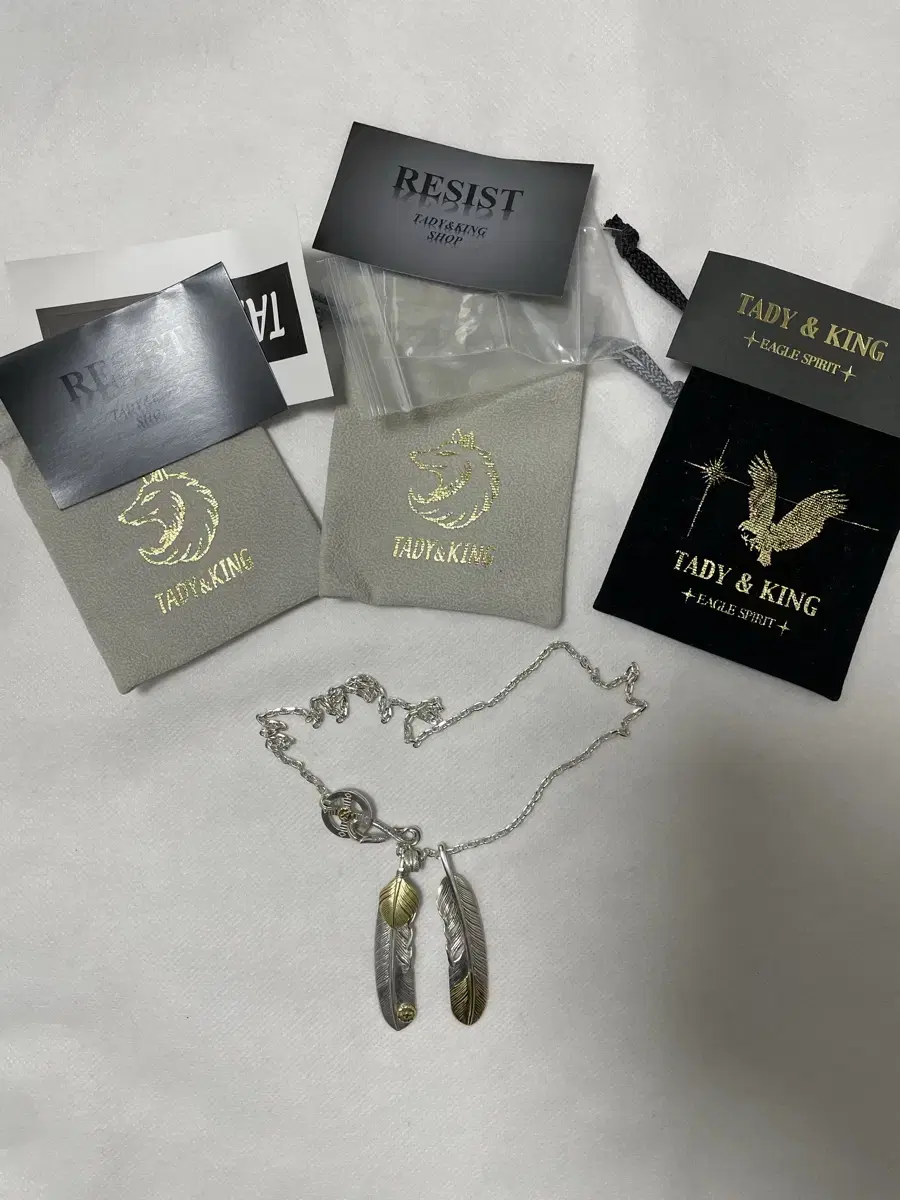 RESIST
TADY&KING
SHOP
TADY & KING
EAGLE SPIRIT
TA
RESIST
TADY&KING
SHOP
TADY&KING
TADY&KING
TADY & KING
EAGLE SPIRIT